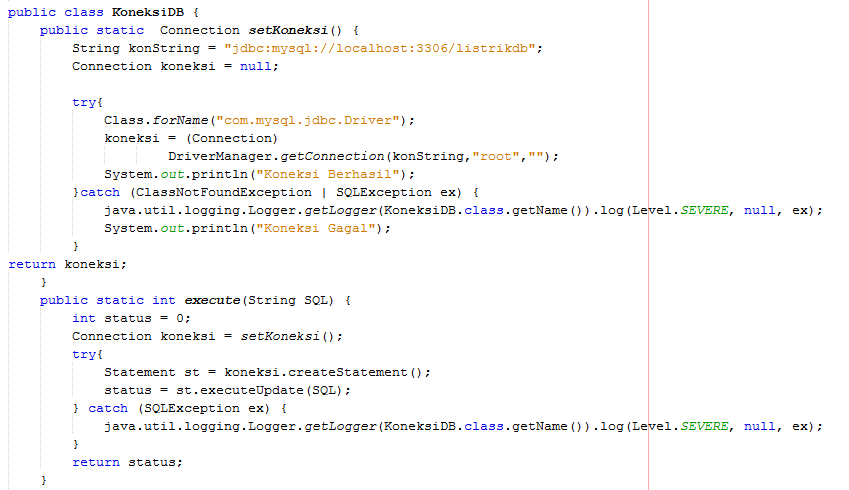 public class KoneksiDB {
    public static  Connection setKoneksi() {
        String konString = "jdbc:mysql://localhost:3306/listrikdb";
        Connection koneksi = null;

        try{
            Class.forName("com.mysql.jdbc.Driver");
            koneksi = (Connection)
                    DriverManager.getConnection(konString,"root","");
            System.out.println("Koneksi Berhasil");
        }catch (ClassNotFoundException | SQLException ex) {
            java.util.logging.Logger.getLogger(KoneksiDB.class.getName()).log(Level.SEVERE, null, ex);
            System.out.println("Koneksi Gagal");
        }
return koneksi;
    }
    public static int execute(String SQL) {
        int status = 0;
        Connection koneksi = setKoneksi();
        try{
            Statement st = koneksi.createStatement();
            status = st.executeUpdate(SQL);
        } catch (SQLException ex) {
            java.util.logging.Logger.getLogger(KoneksiDB.class.getName()).log(Level.SEVERE, null, ex);
        }
        return status;
    }